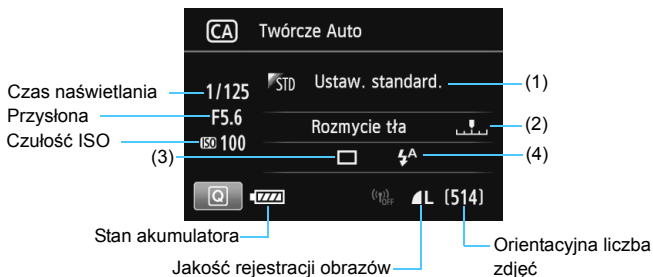 CA Twórcze Auto
Czas naświetlania
1/125
STD Ustaw. standard.
(1)
Przysłona
F5.6
Rozmycie tła
(2)
Czułość ISO
ISO 100
(3)
A
(4)
Q
((ꞁ)) OFF
L [514]
Stan akumulatora
Jakość rejestracji obrazów
Orientacyjna liczba
zdjęć